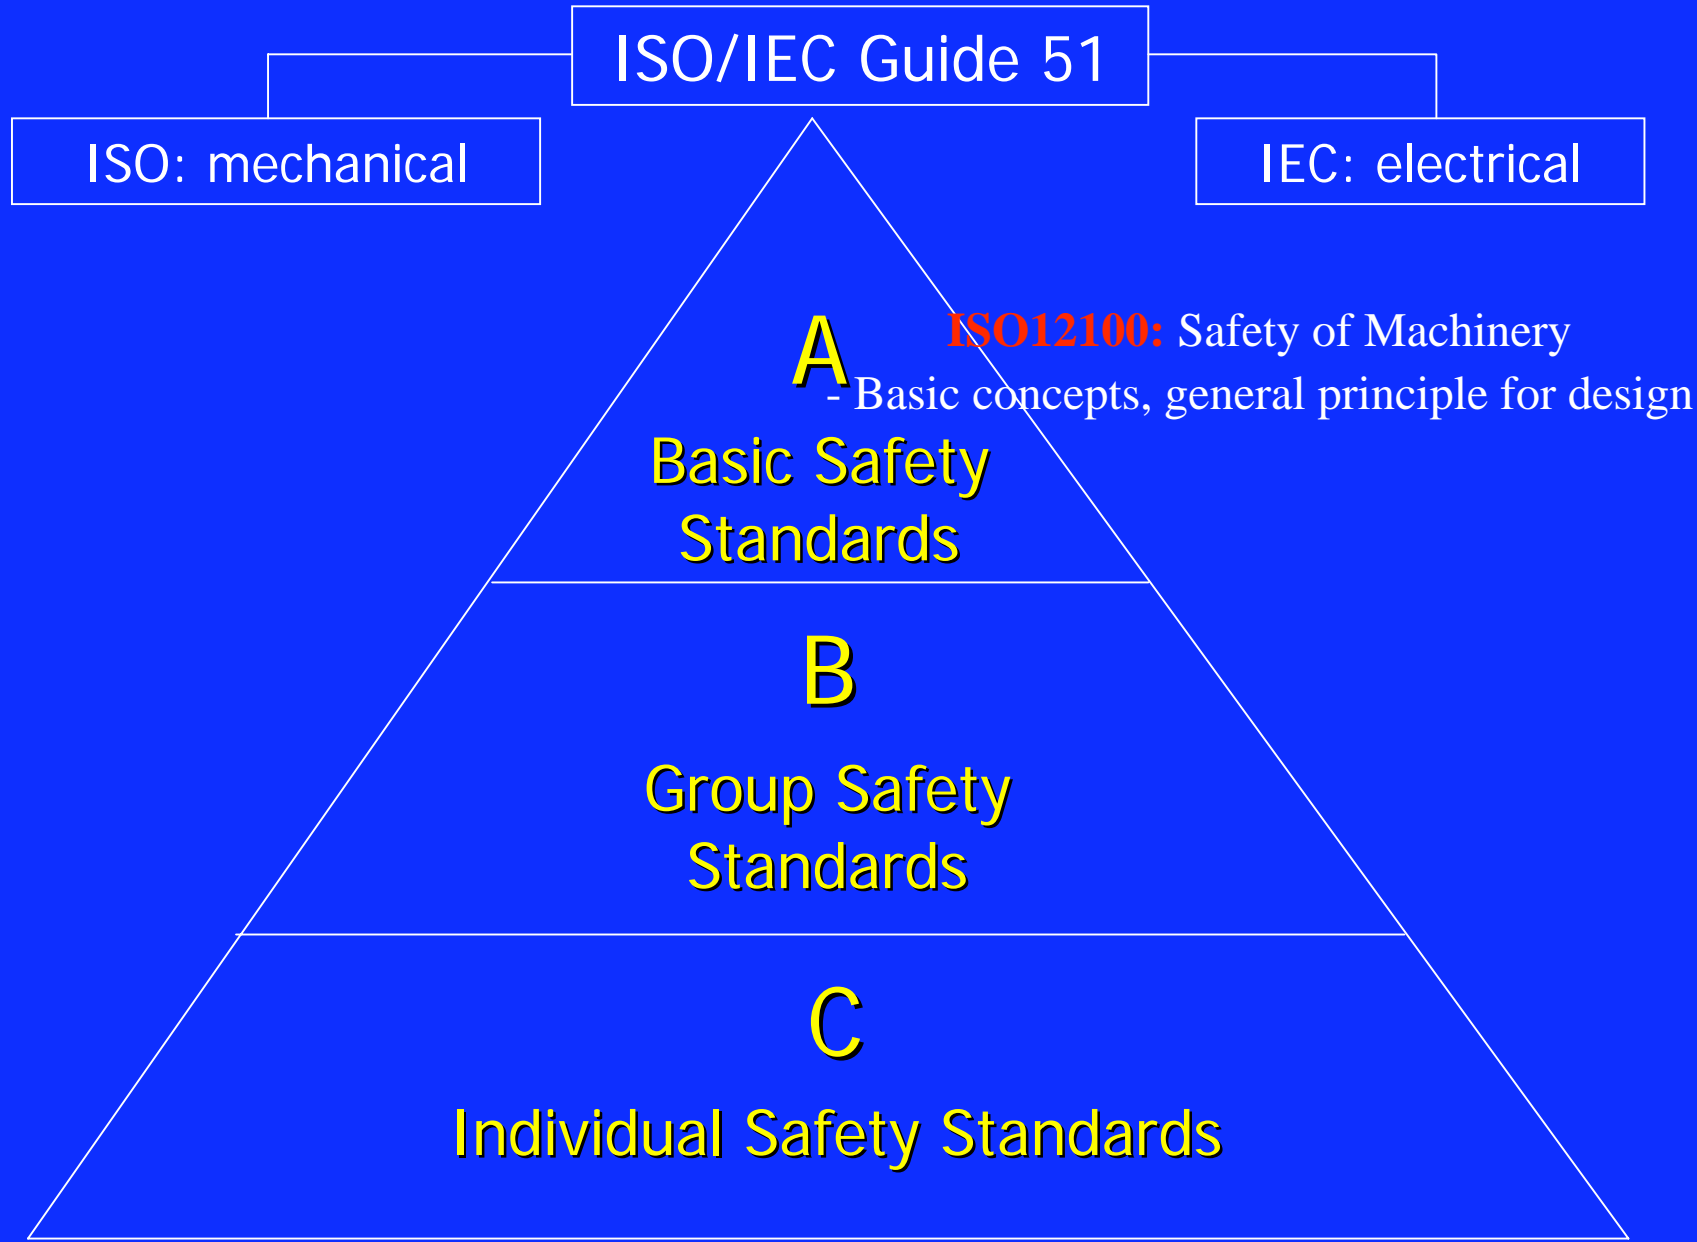 ISO/IEC Guide 51
ISO: mechanical
IEC: electrical
A
ISO12100: Safety of Machinery
- Basic concepts, general principle for design
Basic Safety
Standards
B
Group Safety
Standards
C
Individual Safety Standards